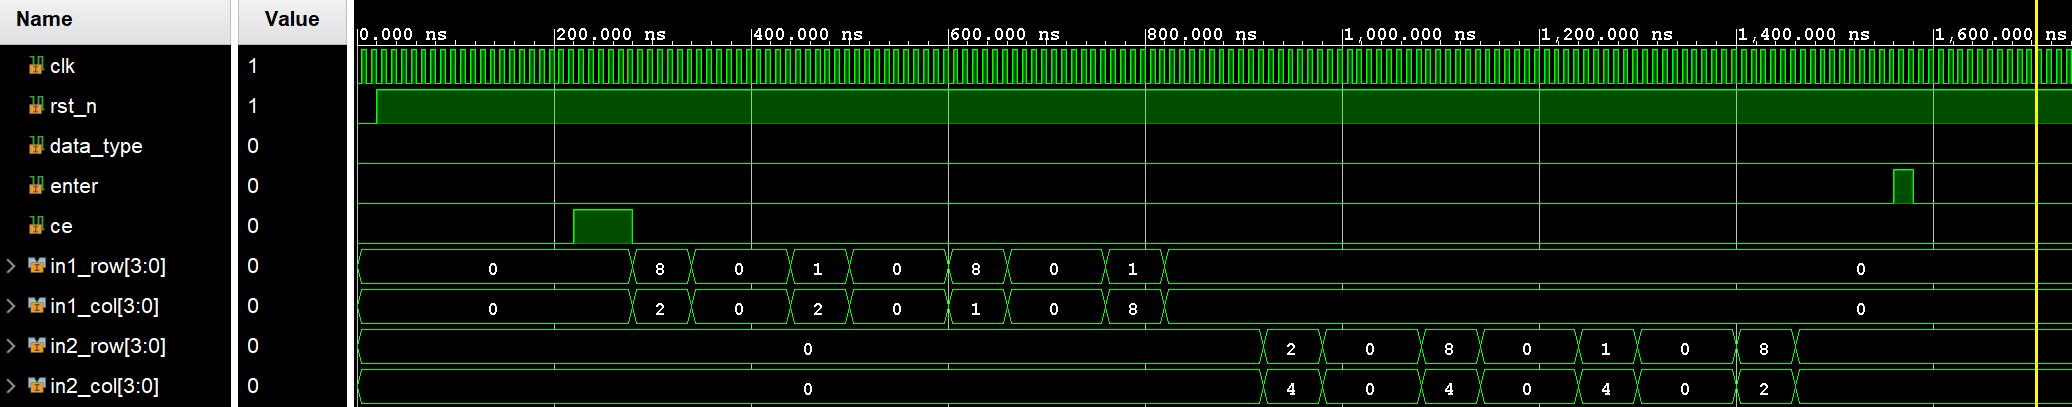 Name Value
0.000 ns 200.000 ns 400.000 ns 600.000 ns 800.000 ns 1,000.000 ns 1,200.000 ns 1,400.000 ns 1,600.000 ns
clk 1
rst_n 1
data_type 0
enter 0
ce 0
in1_row[3:0] 0 0 8 0 1 0 8 0 1 0
in1_col[3:0] 0 0 2 0 2 0 1 0 8 0
in2_row[3:0] 0 0 2 0 8 0 1 0 8
in2_col[3:0] 0 0 4 0 4 0 4 0 2